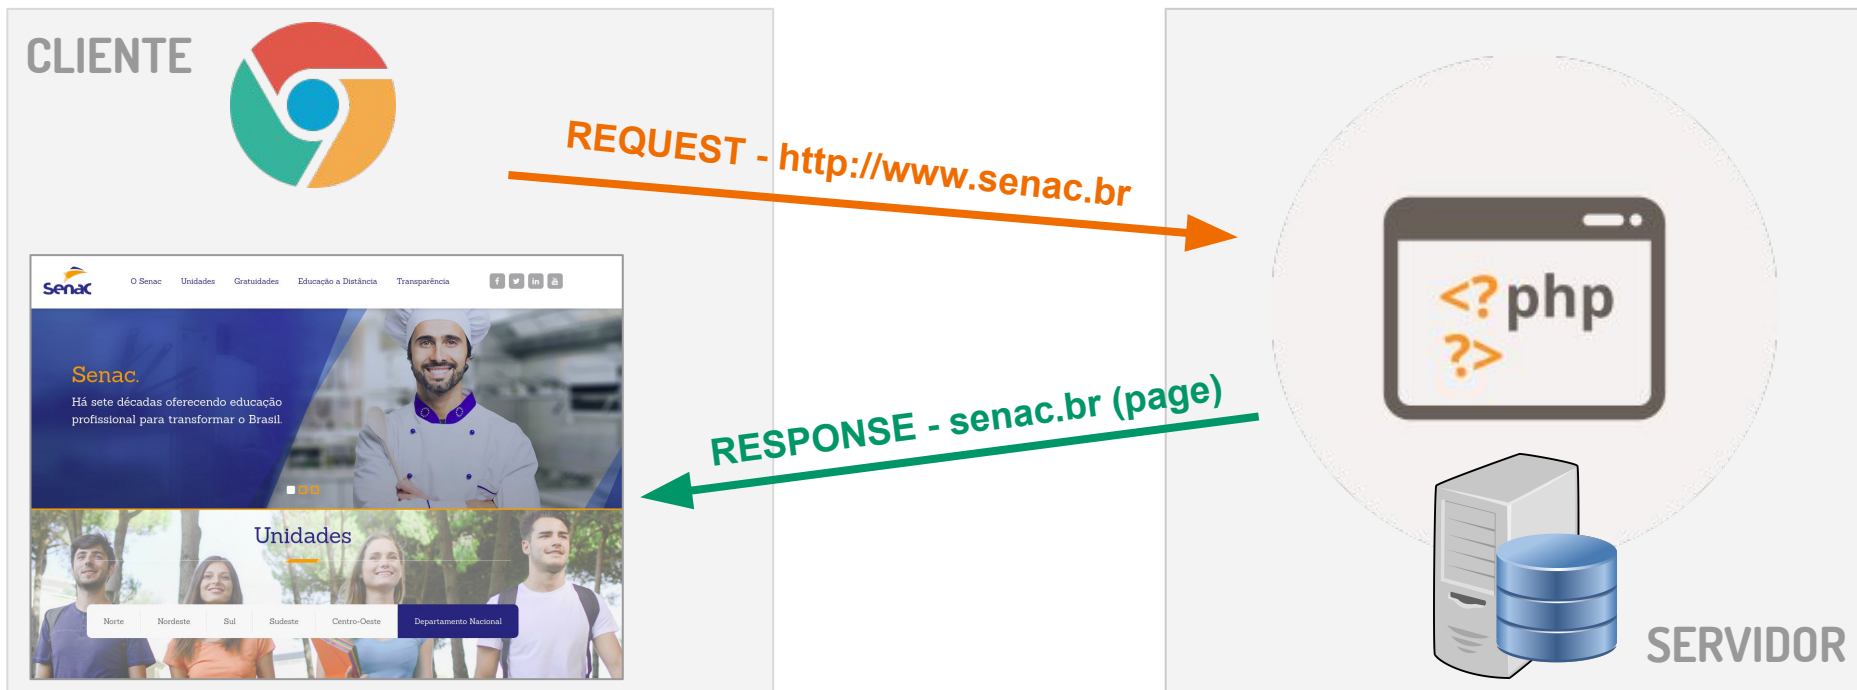 CLIENTE
REQUEST - http://www.senac.br
Senac
O Senac Unidades Gratuidades Educação a Distância Transparência
f in
Senac.
Há sete décadas oferecendo educação
profissional para transformar o Brasil.
Unidades
Norte Nordeste Sul Sudeste Centro-Oeste Departamento Nacional
RESPONSE - senac.br (page)
<?php
?>
SERVIDOR